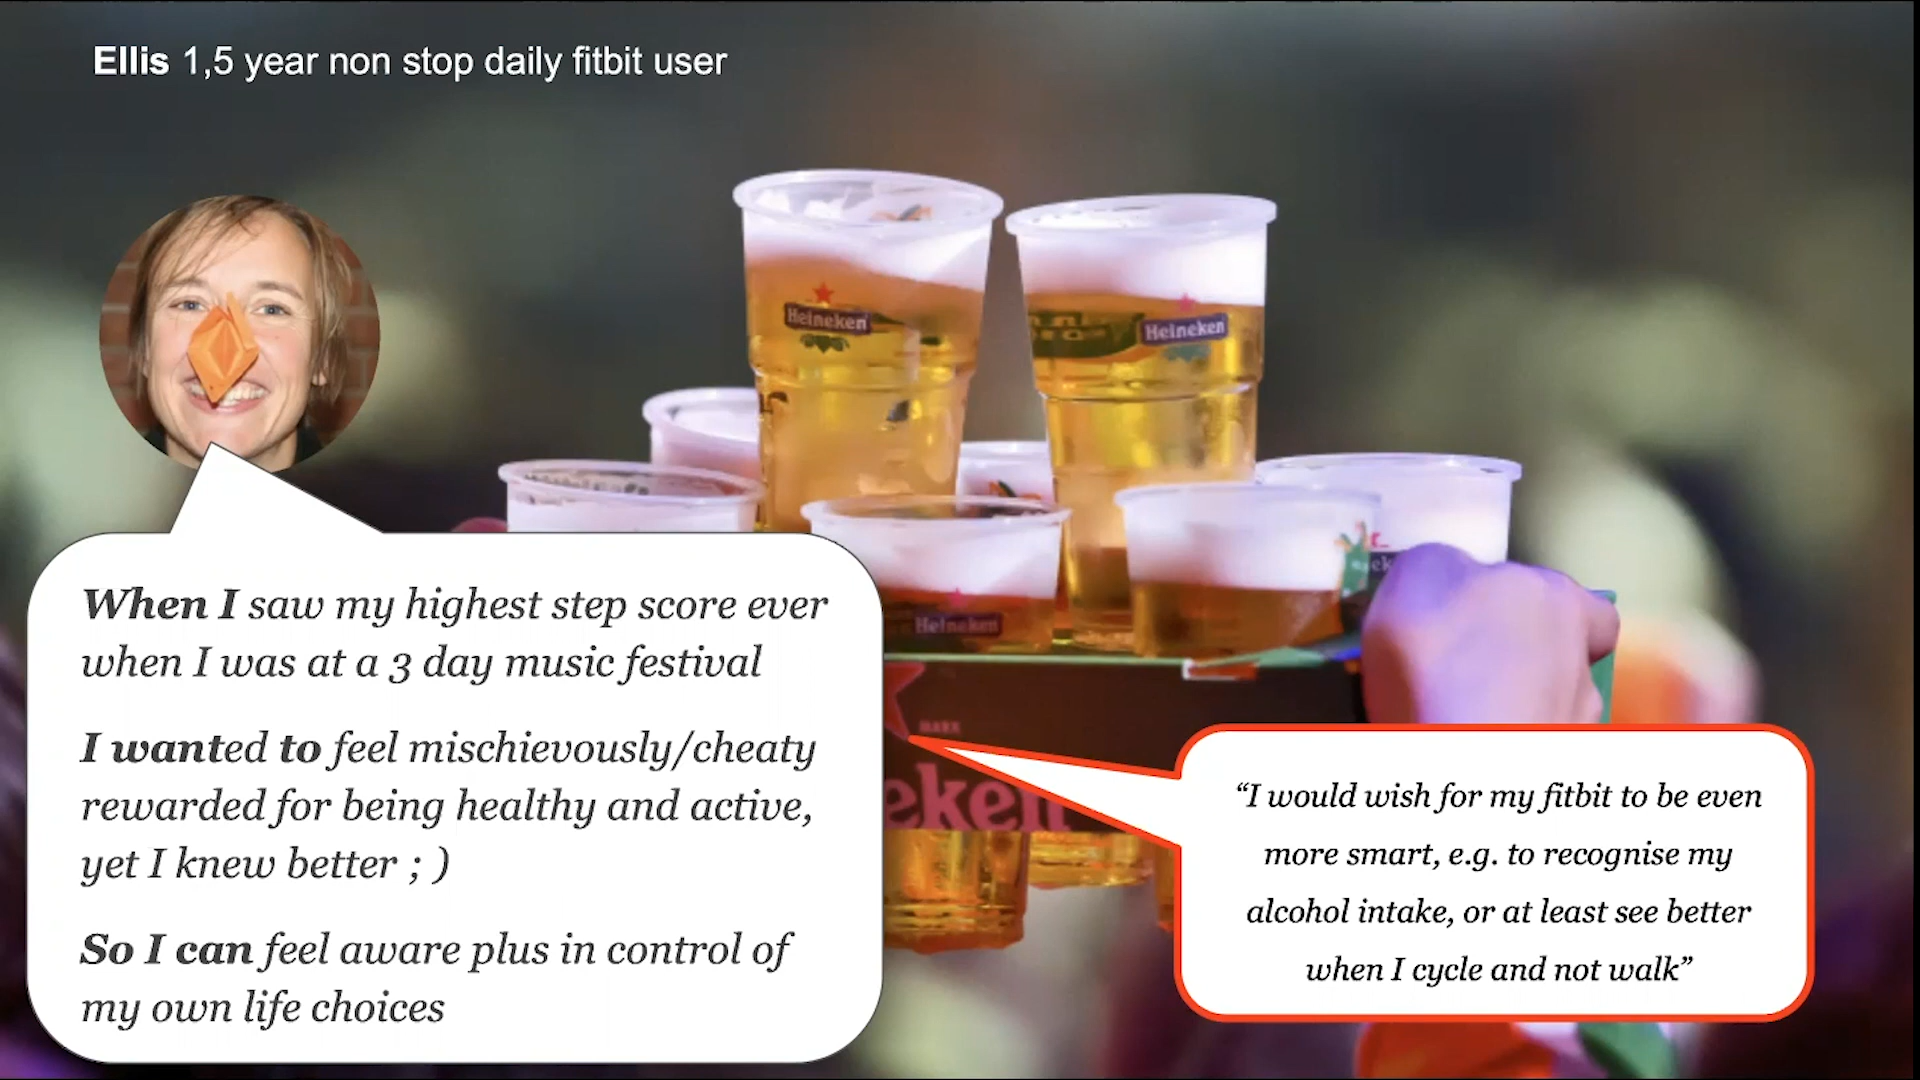 Ellis 1,5 year non stop daily fitbit user
When I saw my highest step score ever
when I was at a 3 day music festival
I wanted to feel mischievously/cheaty
rewarded for being healthy and active,
yet I knew better ; )
So I can feel aware plus in control of
my own life choices
Heineken
Heineken
Heineken
MARK
eken
“I would wish for my fitbit to be even
more smart, e.g. to recognise my
alcohol intake, or at least see better
when I cycle and not walk”